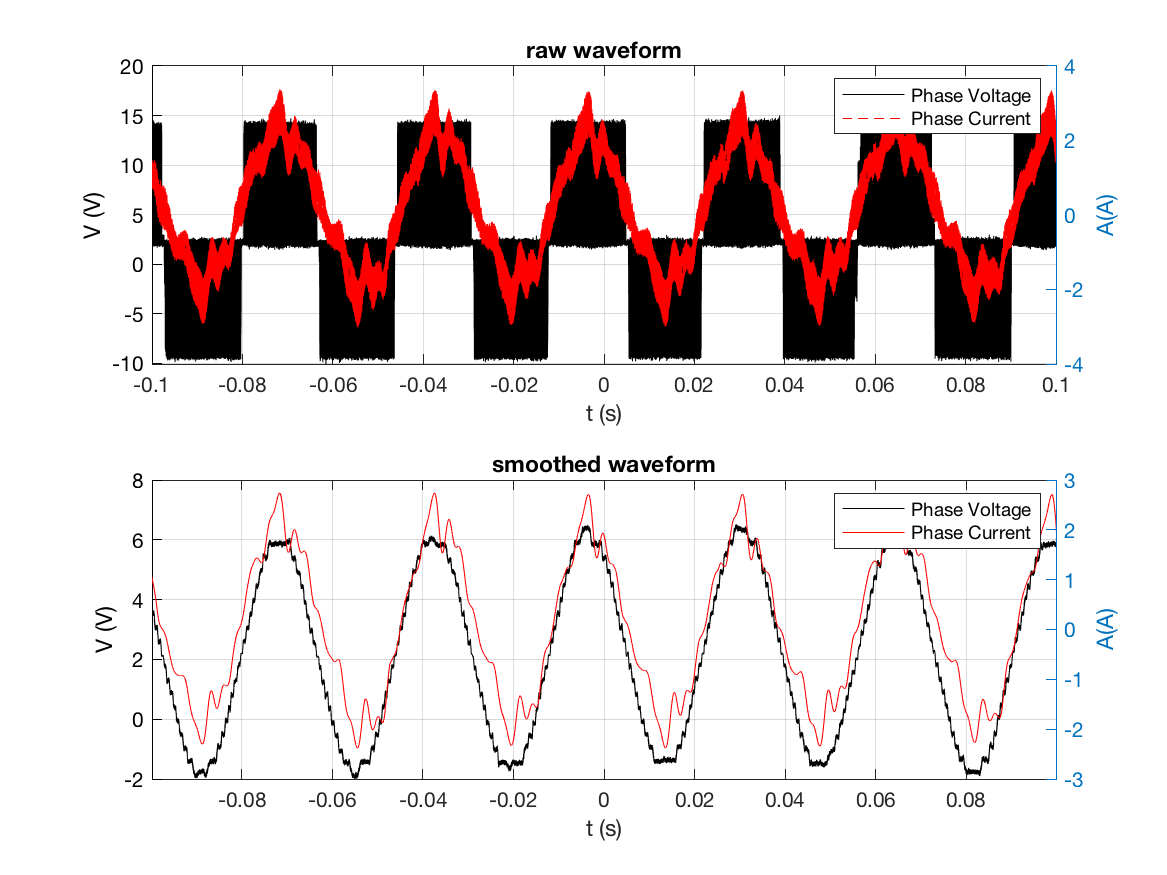 raw waveform
20
15
10
5
0
-5
-10
V (V)
4
2
0
-2
-4
A(A)
Phase Voltage
Phase Current
-0.1 -0.08 -0.06 -0.04 -0.02 0 0.02 0.04 0.06 0.08 0.1
t (s)
smoothed waveform
8
6
4
2
0
-2
V (V)
3
2
1
0
-1
-2
-3
A(A)
Phase Voltage
Phase Current
-0.08 -0.06 -0.04 -0.02 0 0.02 0.04 0.06 0.08
t (s)